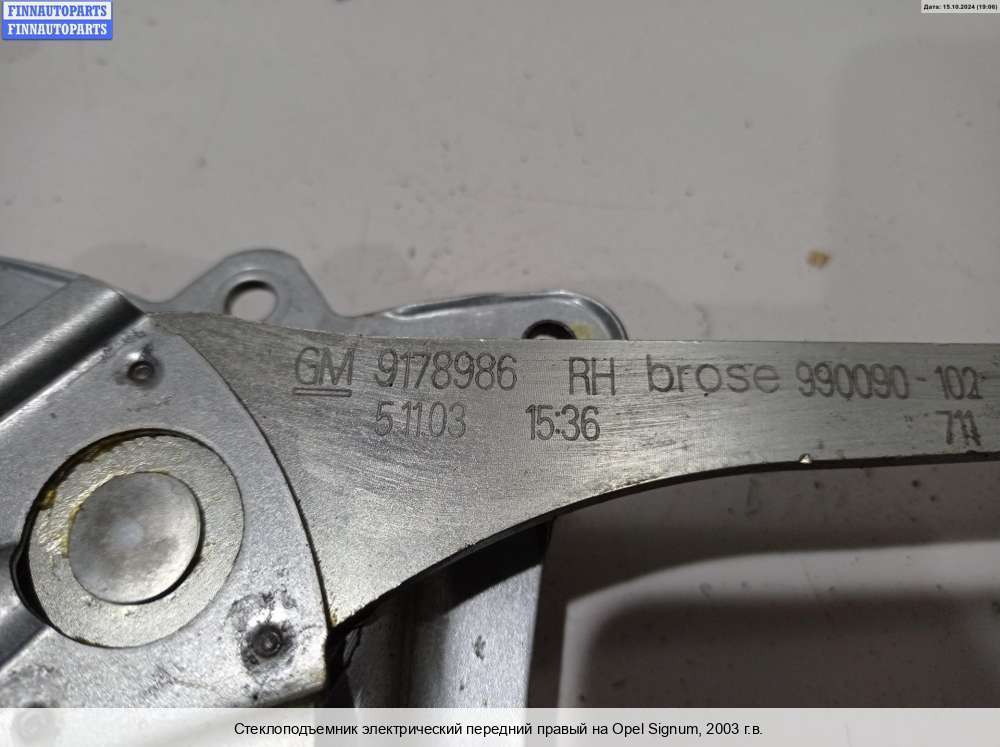 FINNAUTOPARTS
FINNAUTOPARTS
Дата: 15.10.2024 (19:06)
GM 9178986 RH brose 990090-102-
5.11.03 15:36 711
Стеклоподъемник электрический передний правый на Opel Signum, 2003 г.в.